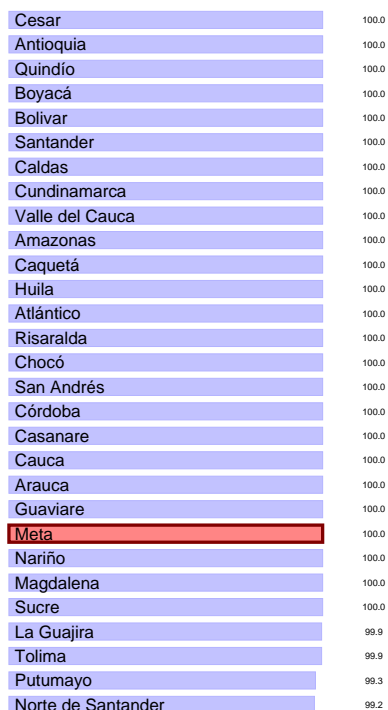 Cesar 100.0
Antioquia 100.0
Quindío 100.0
Boyacá 100.0
Bolivar 100.0
Santander 100.0
Caldas 100.0
Cundinamarca 100.0
Valle del Cauca 100.0
Amazonas 100.0
Caquetá 100.0
Huila 100.0
Atlántico 100.0
Risaralda 100.0
Chocó 100.0
San Andrés 100.0
Córdoba 100.0
Casanare 100.0
Cauca 100.0
Arauca 100.0
Guaviare 100.0
Meta 100.0
Nariño 100.0
Magdalena 100.0
Sucre 100.0
La Guajira 99.9
Tolima 99.9
Putumayo 99.3
Norte de Santander 99.2